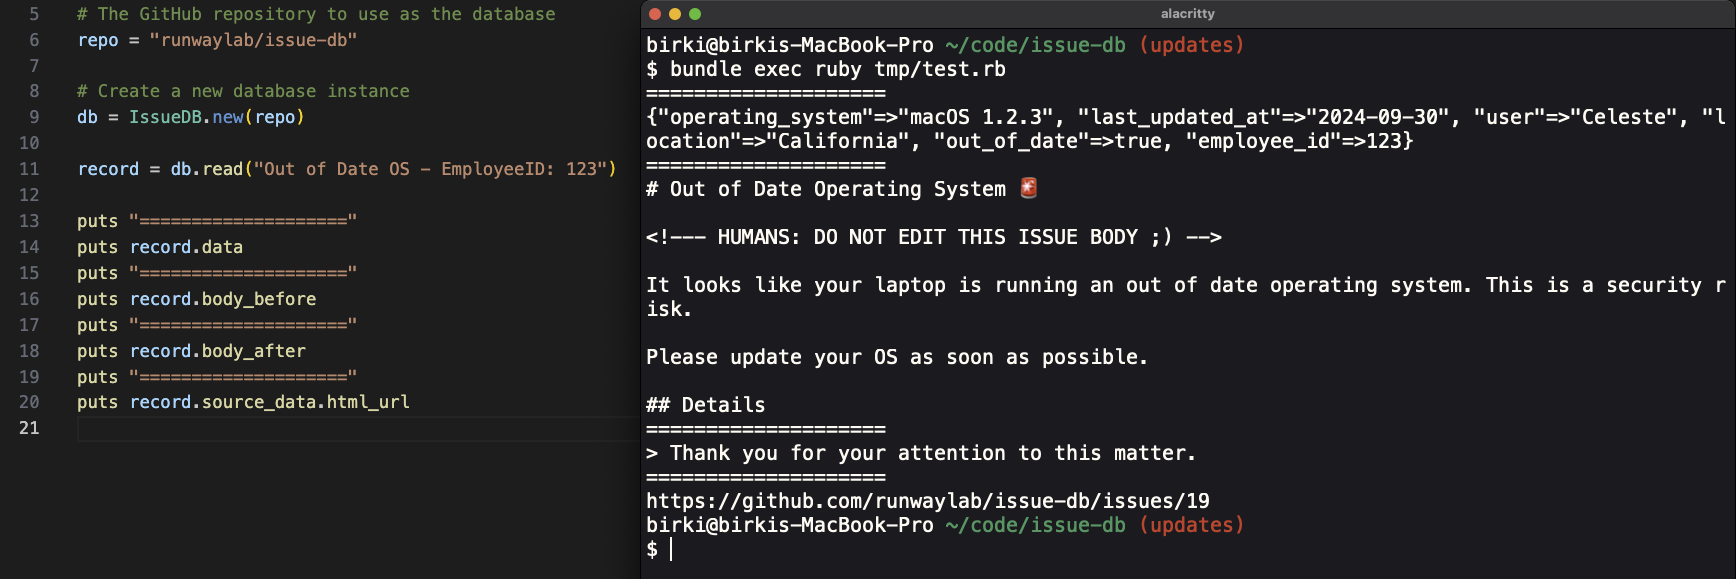 5 # The GitHub repository to use as the database
6 repo = "runwaylab/issue-db"
7
8 # Create a new database instance
9 db = IssueDB.new(repo)
10
11 record = db.read("Out of Date OS - EmployeeID: 123")
12
13 puts "===================="
14 puts record.data
15 puts "===================="
16 puts record.body_before
17 puts "===================="
18 puts record.body_after
19 puts "===================="
20 puts record.source_data.html_url
21
alacritty
birki@birkis-MacBook-Pro ~/code/issue-db (updates)
$ bundle exec ruby tmp/test.rb
====================
{"operating_system"=>"macOS 1.2.3", "last_updated_at"=>"2024-09-30", "user"=>"Celeste", "l
ocation"=>"California", "out_of_date"=>true, "employee_id"=>123}
====================
# Out of Date Operating System 🚨
<!--- HUMANS: DO NOT EDIT THIS ISSUE BODY ;) -->
It looks like your laptop is running an out of date operating system. This is a security r
isk.
Please update your OS as soon as possible.
## Details
====================
> Thank you for your attention to this matter.
====================
https://github.com/runwaylab/issue-db/issues/19
birki@birkis-MacBook-Pro ~/code/issue-db (updates)
$